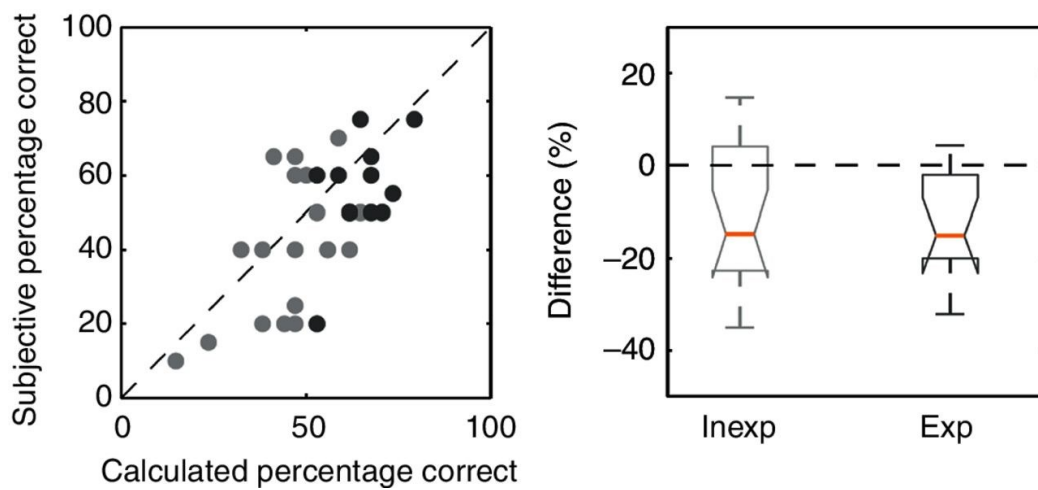 Subjective percentage correct
100
80
60
40
20
0
0
50
100
Calculated percentage correct
Difference (%)
20
0
−20
−40
Inexp
Exp